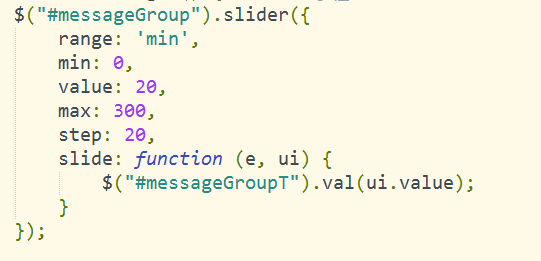 $("#messageGroup").slider({
    range: 'min',
    min: 0,
    value: 20,
    max: 300,
    step: 20,
    slide: function (e, ui) {
        $("#messageGroupT").val(ui.value);
    }
});